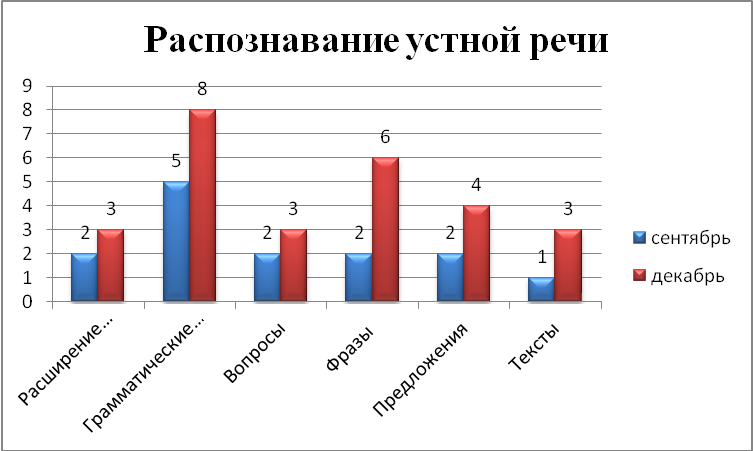 Распознавание устной речи
9
8
7
6
5
4
3
2
1
0
2
3
5
8
2
3
2
6
2
4
1
3
Расширение...
Грамматические...
Вопросы
Фразы
Предложения
Тексты
сентябрь
декабрь